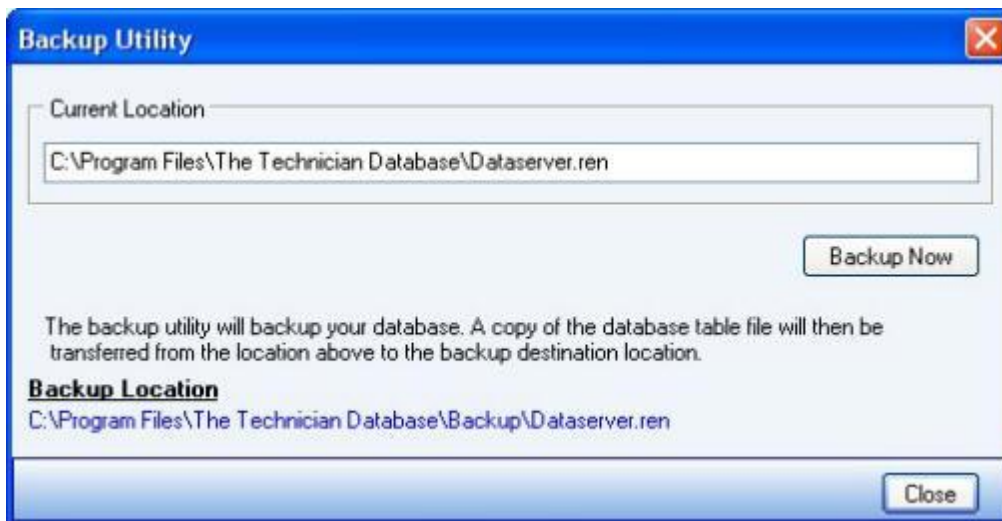 Backup Utility
Current Location
C:\Program Files\The Technician Database\Dataserver.ren
Backup Now
The backup utility will backup your database. A copy of the database table file will then be
transferred from the location above to the backup destination location.
Backup Location
C:\Program Files\The Technician Database\Backup\Dataserver.ren
Close